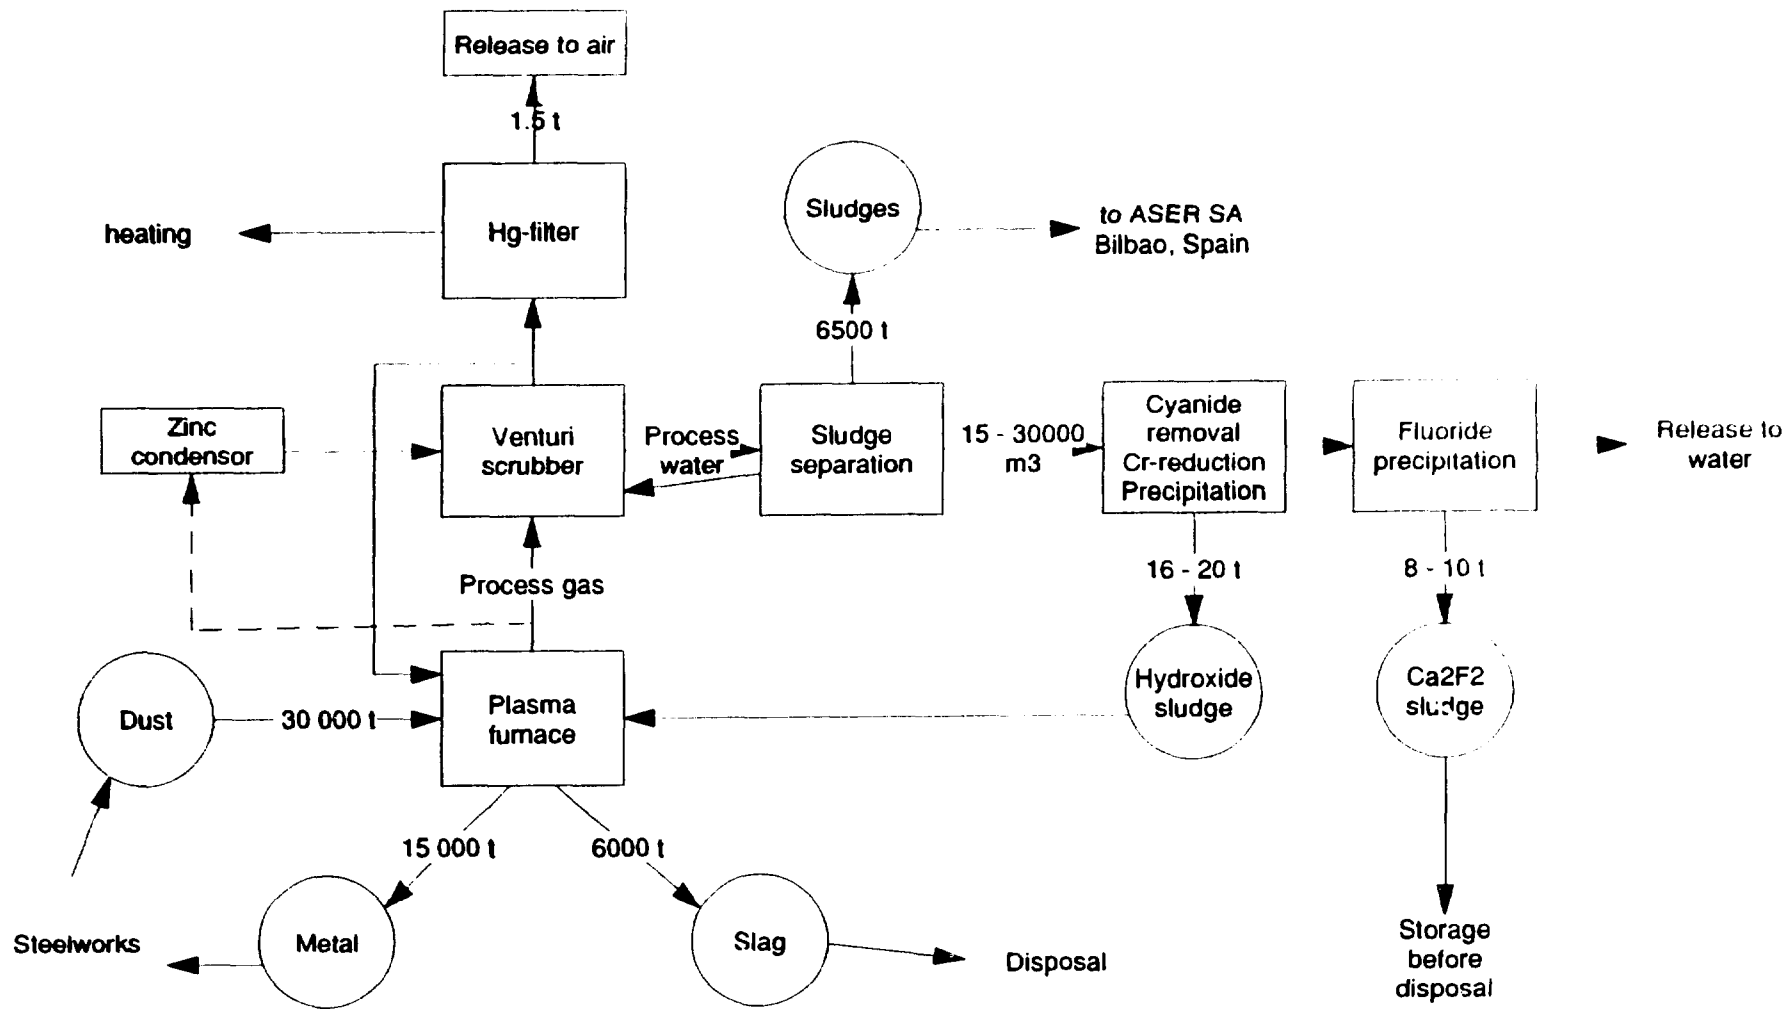 Release to air
1.5 t
heating
Hg-filter
Sludges
to ASER SA
Bilbao, Spain
6500 t
Zinc
condensor
Venturi
scrubber
Process
water
Sludge
separation
15 - 30000
m3
Cyanide
removal
Cr-reduction
Precipitation
Fluoride
precipitation
Release to
water
Process gas
16 - 20 t
8 - 10 t
Dust
30 000 t
Plasma
furnace
Hydroxide
sludge
Ca2F2
sludge
15 000 t
6000 t
Steelworks
Metal
Slag
Disposal
Storage
before
disposal